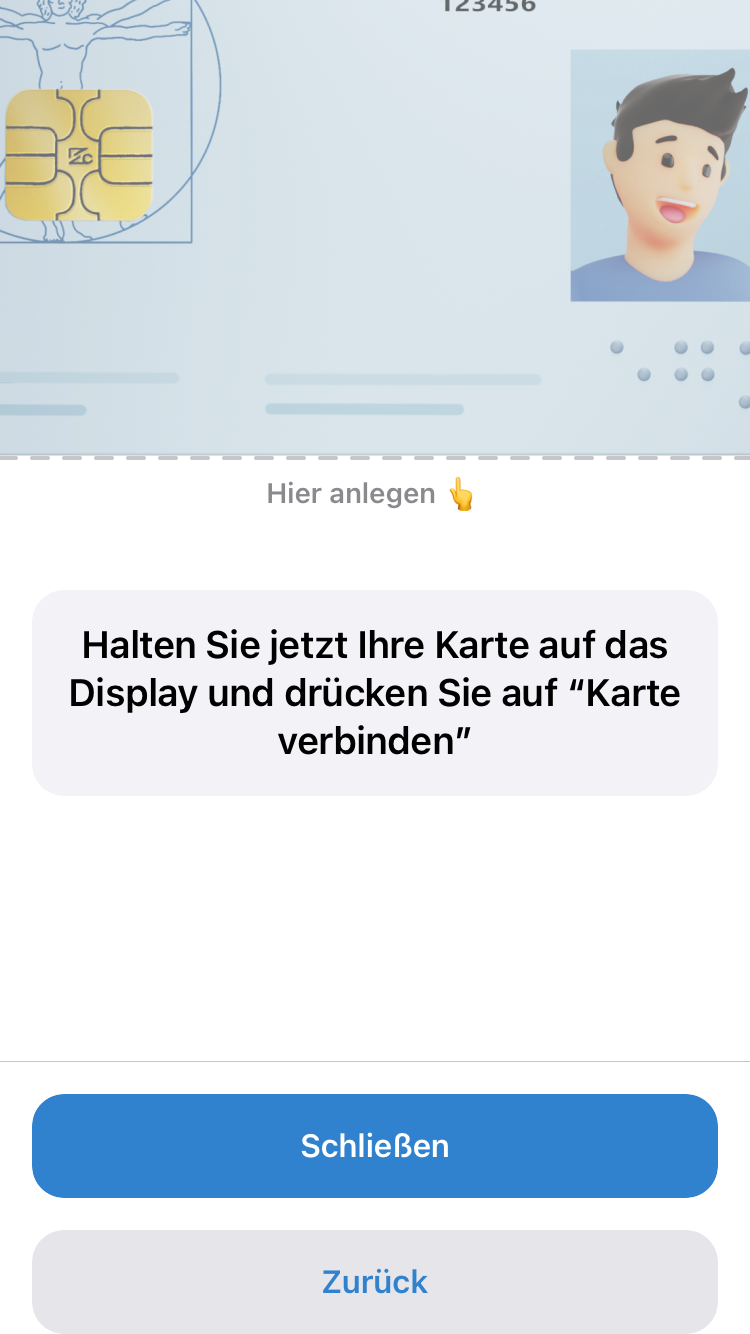 123456
Hier anlegen 👆
Halten Sie jetzt Ihre Karte auf das
Display und drücken Sie auf “Karte
verbinden”
Schließen
Zurück